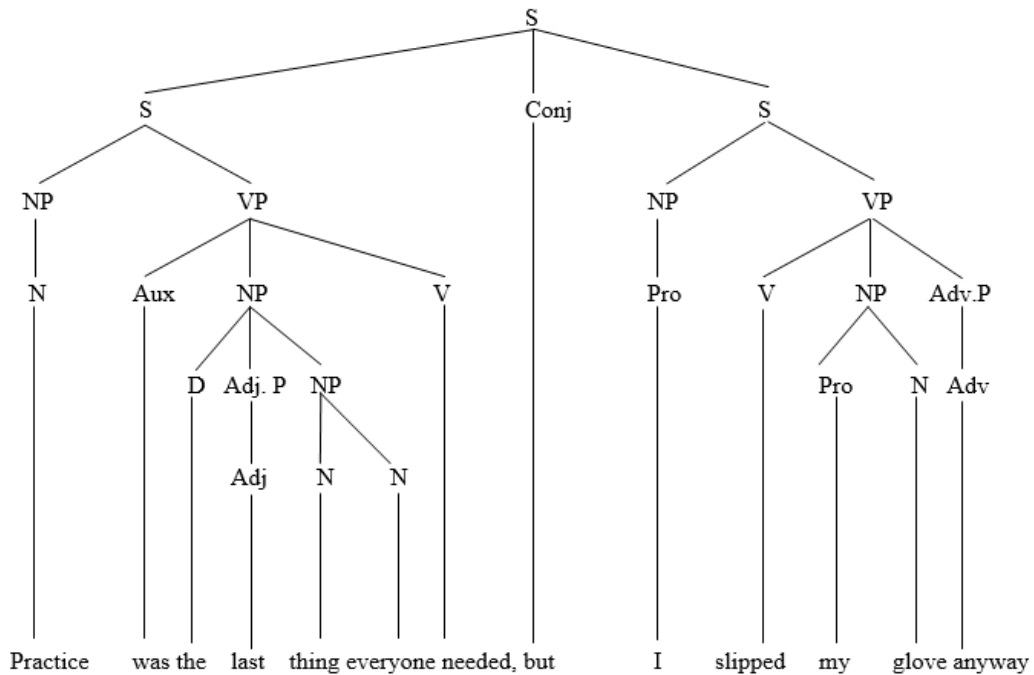 S
S Conj S
NP VP NP VP
N Aux NP V Pro V NP Adv.P
D Adj. P NP Pro N Adv
Adj N N
Practice was the last thing everyone needed, but I slipped my glove anyway